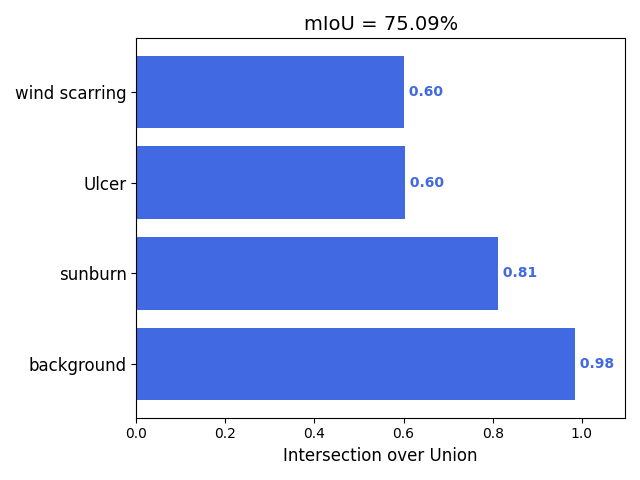 mIoU = 75.09%
wind scarring
0.60
Ulcer
0.60
sunburn
0.81
background
0.98
0.0 0.2 0.4 0.6 0.8 1.0
Intersection over Union